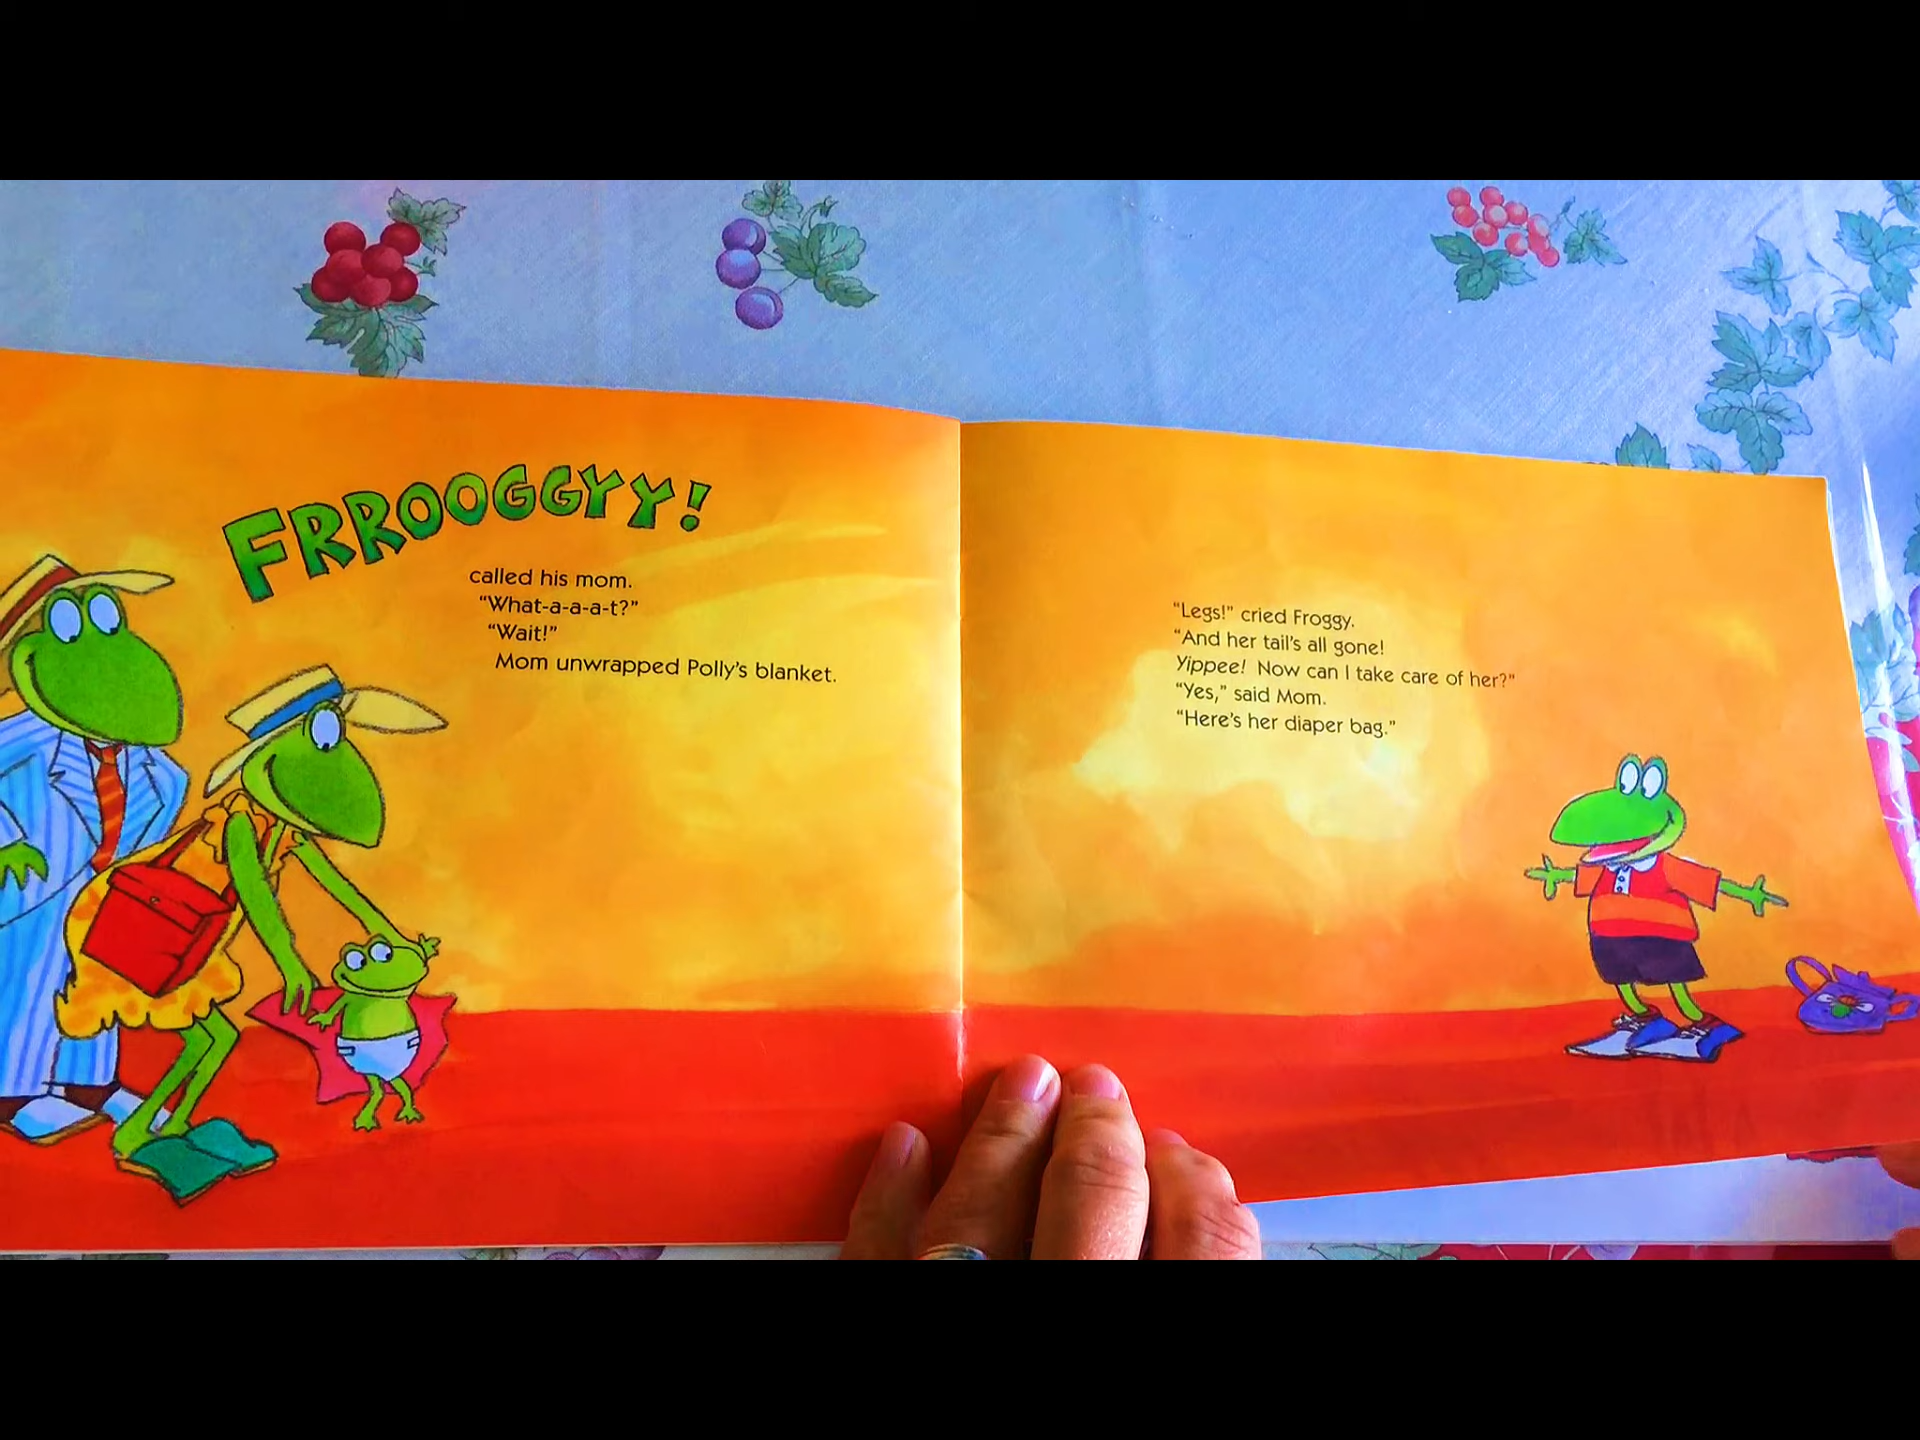 FRROOGGYY!
called his mom.
“What-a-a-a-t?”
“Wait!”
Mom unwrapped Polly’s blanket.
“Legs!” cried Froggy.
“And her tail’s all gone!
Yippee! Now can I take care of her?”
“Yes,” said Mom.
“Here’s her diaper bag.”